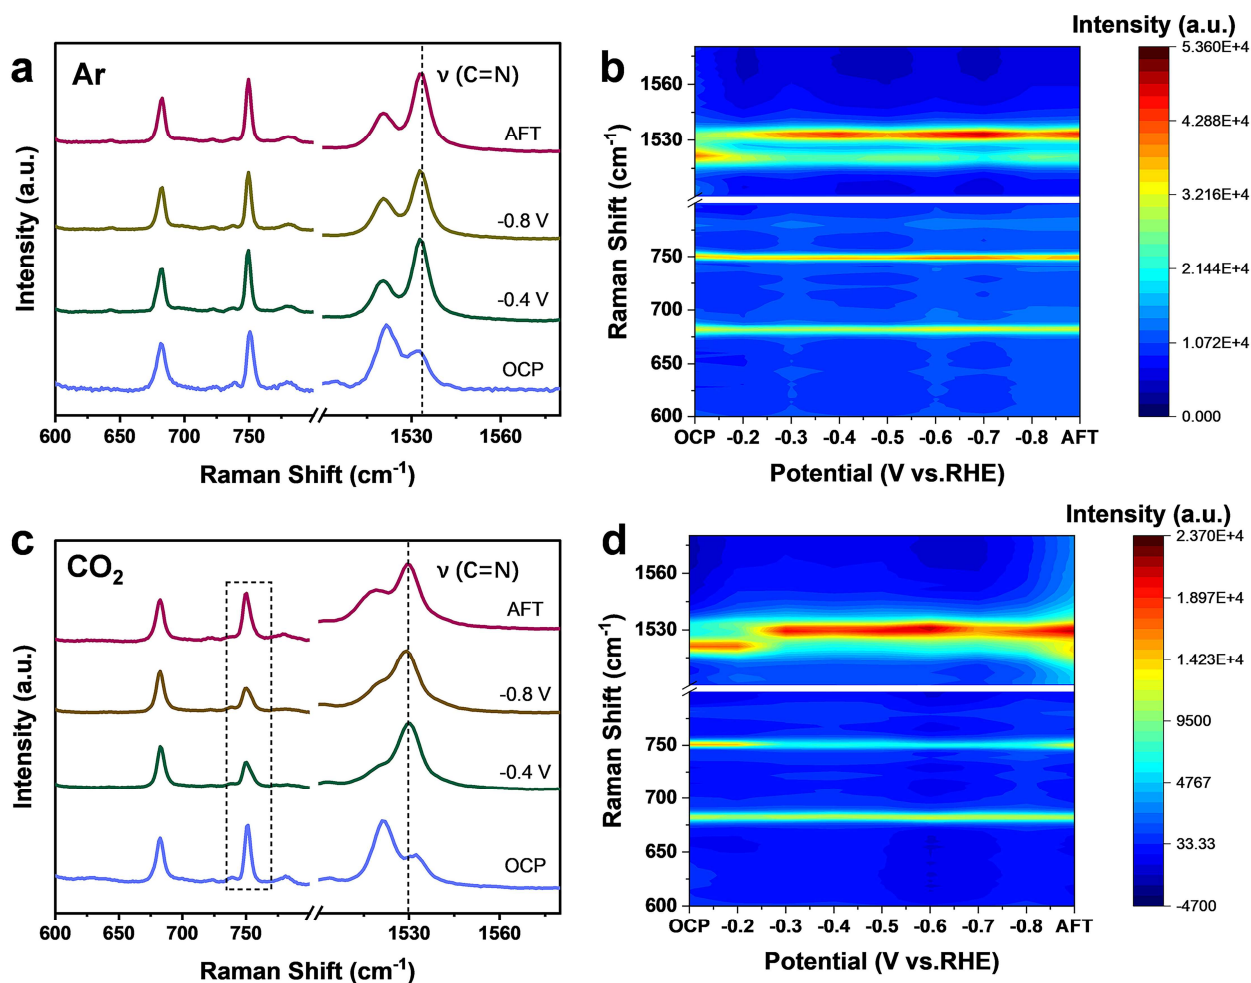 a
Ar
ν (C=N)
AFT
-0.8 V
-0.4 V
OCP
Intensity (a.u.)
600
650
700
750
1530
1560
Raman Shift (cm-1)
b
Intensity (a.u.)
1560
1530
750
700
650
600
Raman Shift (cm-1)
OCP -0.2 -0.3 -0.4 -0.5 -0.6 -0.7 -0.8 AFT
Potential (V vs.RHE)
5.360E+4
4.288E+4
3.216E+4
2.144E+4
1.072E+4
0.000
c
CO2
ν (C=N)
AFT
-0.8 V
-0.4 V
OCP
Intensity (a.u.)
600
650
700
750
1530
1560
Raman Shift (cm-1)
d
Intensity (a.u.)
1560
1530
750
700
650
600
Raman Shift (cm-1)
OCP -0.2 -0.3 -0.4 -0.5 -0.6 -0.7 -0.8 AFT
Potential (V vs.RHE)
2.370E+4
1.897E+4
1.423E+4
9500
4767
33.33
-4700